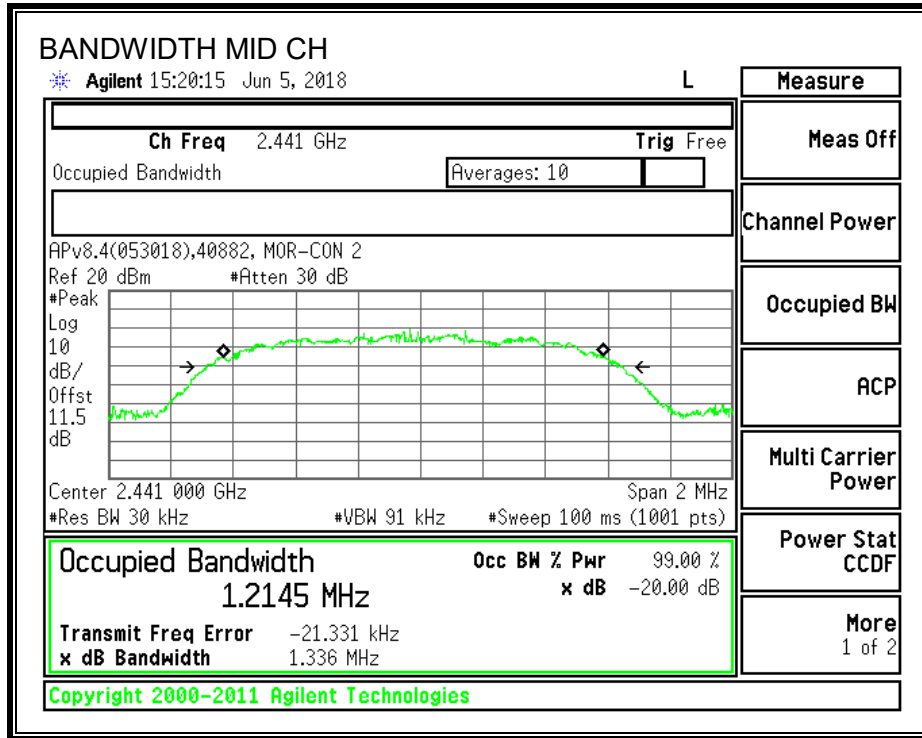 BANDWIDTH MID CH
Agilent 15:20:15 Jun 5, 2018 L
Ch Freq 2.441 GHz Trig Free
Occupied Bandwidth Averages: 10
APv8.4(053018),40882, MOR-CON 2
Ref 20 dBm #Atten 30 dB
#Peak
Log
10
dB/
Offst
11.5
dB
Center 2.441 000 GHz Span 2 MHz
#Res BW 30 kHz #VBW 91 kHz #Sweep 100 ms (1001 pts)
Occupied Bandwidth Occ BW % Pwr 99.00 %
1.2145 MHz x dB -20.00 dB
Transmit Freq Error -21.331 kHz
x dB Bandwidth 1.336 MHz
Copyright 2000-2011 Agilent Technologies
Measure
Meas Off
Channel Power
Occupied BW
ACP
Multi Carrier
Power
Power Stat
CCDF
More
1 of 2